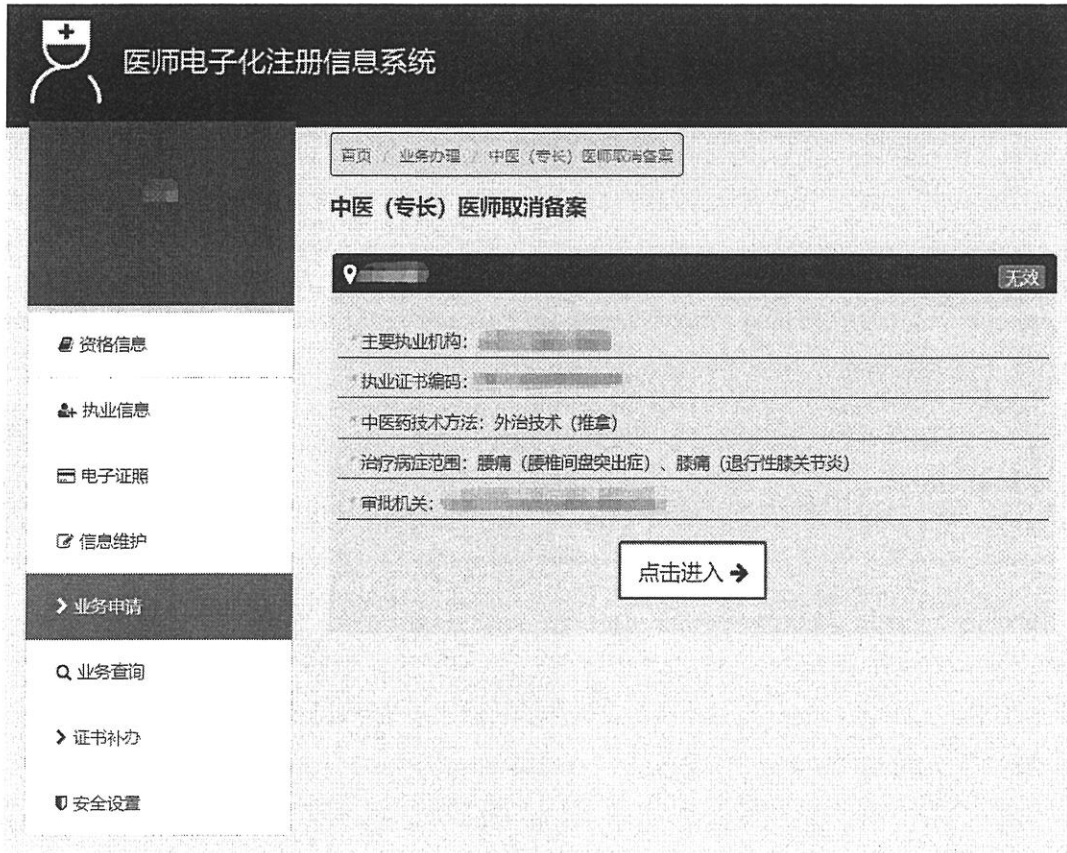 医师电子化注册信息系统
首页 / 业务办理 / 中医（专长）医师取消备案
中医（专长）医师取消备案
无效
*主要执业机构：
*执业证书编码：
*中医药技术方法：外治技术（推拿）
*治疗病症范围：腰痛（腰椎间盘突出症）、膝痛（退行性膝关节炎）
*审批机关：
点击进入
资格信息
执业信息
电子证照
信息维护
业务申请
业务查询
证书补办
安全设置